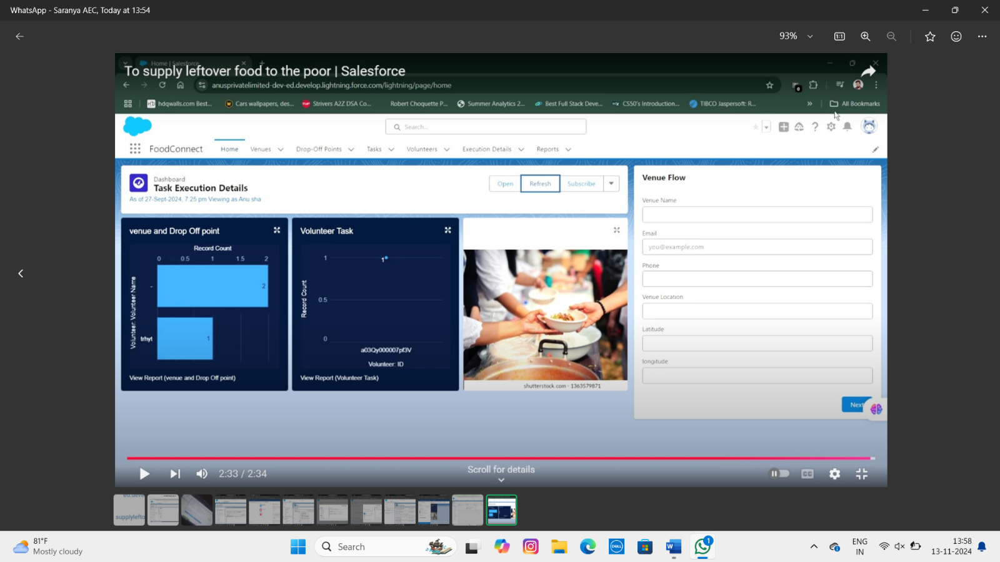 WhatsApp - Saranya AEC, Today at 13:54
93%
Home | Salesforce
To supply leftover food to the poor | Salesforce
anusprivatelimited-dev-ed.develop.lightning.force.com/lightning/page/home
hdqwalls.com Best...
Cars wallpapers, des...
Strivers A2Z DSA Co...
Robert Choquette P...
Summer Analytics 2...
Best Full Stack Deve...
CS50's Introduction...
TIBCO Jaspersoft: R...
»
All Bookmarks
Search...
FoodConnect
Home
Venues
Drop-Off Points
Tasks
Volunteers
Execution Details
Reports
Dashboard
Task Execution Details
As of 27-Sept-2024, 7:25 pm Viewing as Anu sha
Open
Refresh
Subscribe
venue and Drop Off point
Record Count
0 0.5 1 1.5 2
Volunteer: Volunteer Name
-
2
trhyt
1
View Report (venue and Drop Off point)
Volunteer Task
Record Count
1
1
0.5
0
a03Qy000007pf3V
Volunteer: ID
View Report (Volunteer Task)
shutterstock.com · 1363579871
Venue Flow
Venue Name
Email
you@example.com
Phone
Venue Location
Latitude
longitude
Next
2:33 / 2:34
Scroll for details
CC
ed.deve
supplylefto
81°F
Mostly cloudy
Search
DELL
W
1
ENG
IN
13:58
13-11-2024